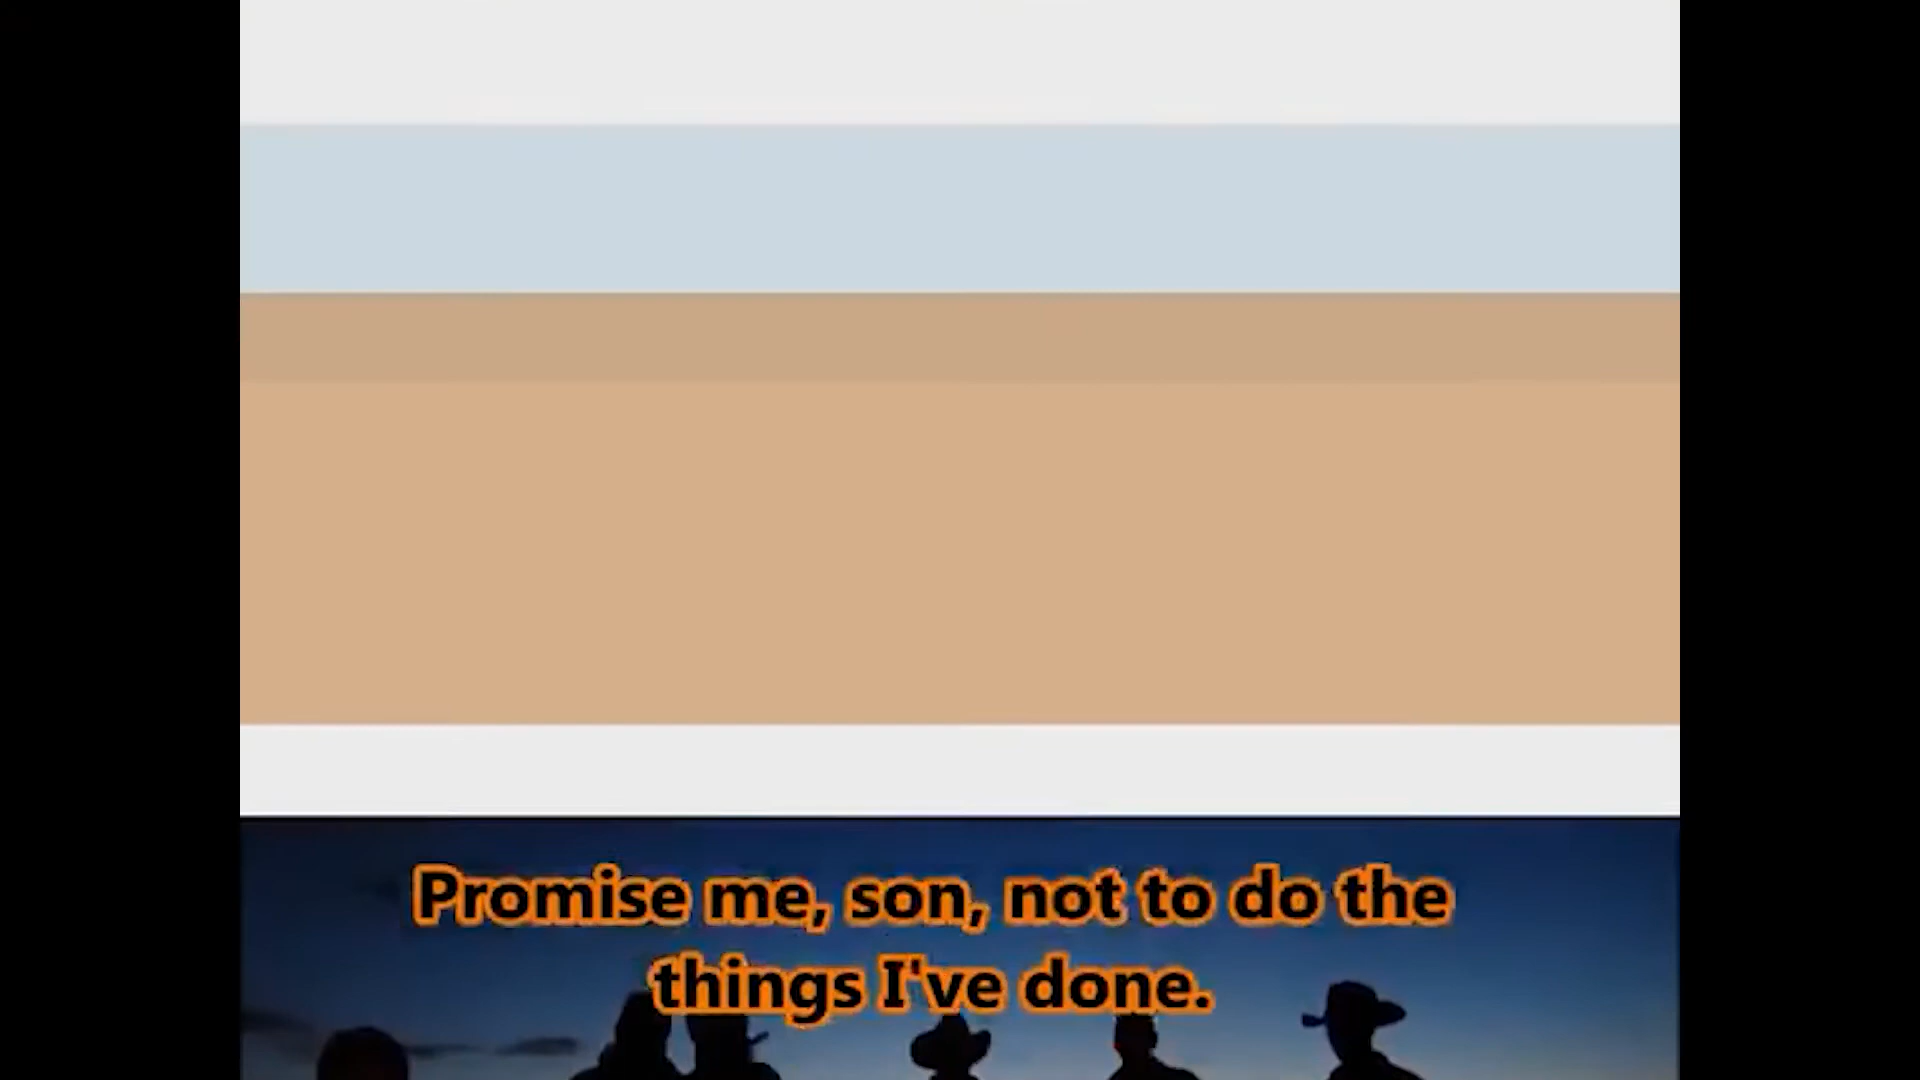 Promise me, son, not to do the
things I've done.